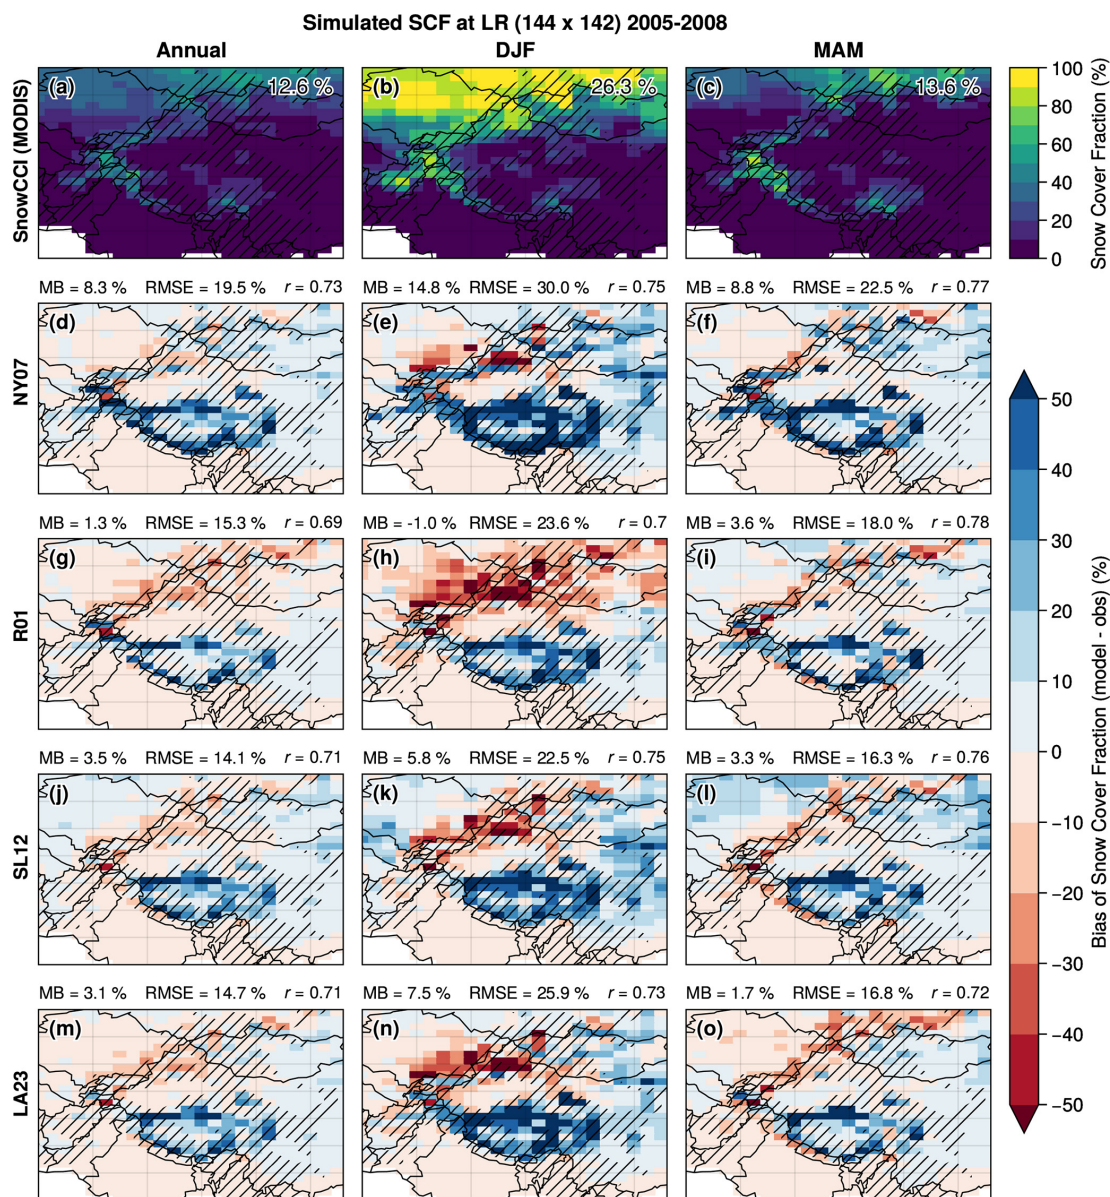 Simulated SCF at LR (144 x 142) 2005-2008
Annual DJF MAM
SnowCCI (MODIS)
(a) 12.6 %
(b) 26.3 %
(c) 13.6 %
100
80
60
40
20
0
Snow Cover Fraction (%)
MB = 8.3 % RMSE = 19.5 % r = 0.73
MB = 14.8 % RMSE = 30.0 % r = 0.75
MB = 8.8 % RMSE = 22.5 % r = 0.77
NY07
(d)
(e)
(f)
MB = 1.3 % RMSE = 15.3 % r = 0.69
MB = -1.0 % RMSE = 23.6 % r = 0.7
MB = 3.6 % RMSE = 18.0 % r = 0.78
R01
(g)
(h)
(i)
MB = 3.5 % RMSE = 14.1 % r = 0.71
MB = 5.8 % RMSE = 22.5 % r = 0.75
MB = 3.3 % RMSE = 16.3 % r = 0.76
SL12
(j)
(k)
(l)
MB = 3.1 % RMSE = 14.7 % r = 0.71
MB = 7.5 % RMSE = 25.9 % r = 0.73
MB = 1.7 % RMSE = 16.8 % r = 0.72
LA23
(m)
(n)
(o)
50
40
30
20
10
0
−10
−20
−30
−40
−50
Bias of Snow Cover Fraction (model - obs) (%)